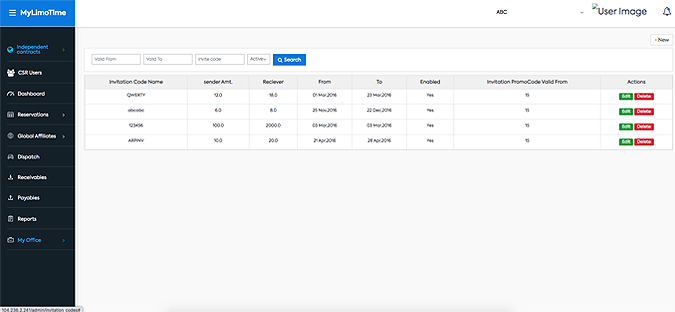 MyLimoTime
ABC
User Image
+ New
Independent
contracts
CSR Users
Dashboard
Reservations
Global Affiliates
Dispatch
Receivables
Payables
Reports
My Office
Valid From Valid To Invite code Active Search
Invitation Code Name sender Amt. Reciever From To Enabled Invitation PromoCode Valid From Actions
QWERTY 12.0 18.0 01 Mar,2016 23 Mar,2016 Yes 15 Edit Delete
abcabc 6.0 8.0 25 Nov,2016 22 Dec,2016 Yes 15 Edit Delete
123456 100.0 2000.0 03 Mar,2016 03 Mar,2016 Yes 15 Edit Delete
ARPINV 10.0 20.0 21 Apr,2016 28 Apr,2016 Yes 15 Edit Delete
104.238.2.241/admin/invitation_codes#